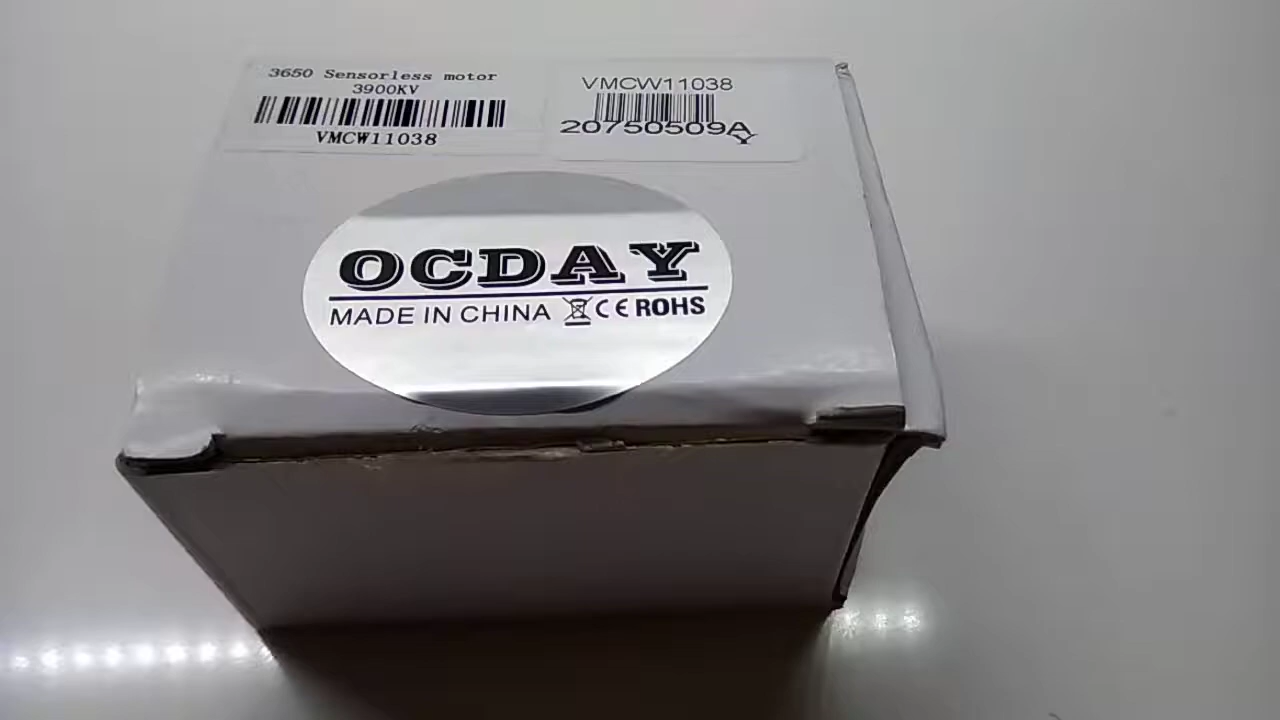 3650 Sensorless motor
3900KV
VMCW11038
VMCW11038
20750509A
Y
OCDAY
MADE IN CHINA CE ROHS